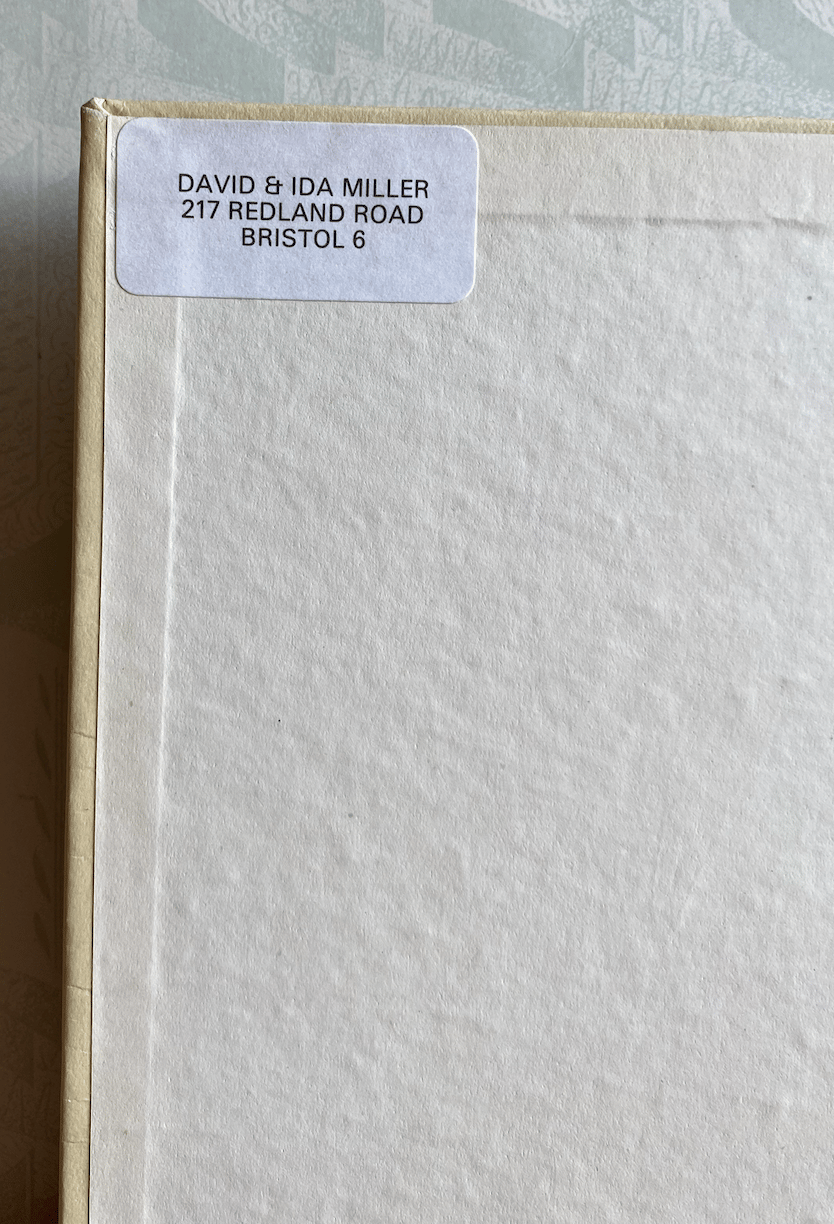 DAVID & IDA MILLER
217 REDLAND ROAD
BRISTOL 6